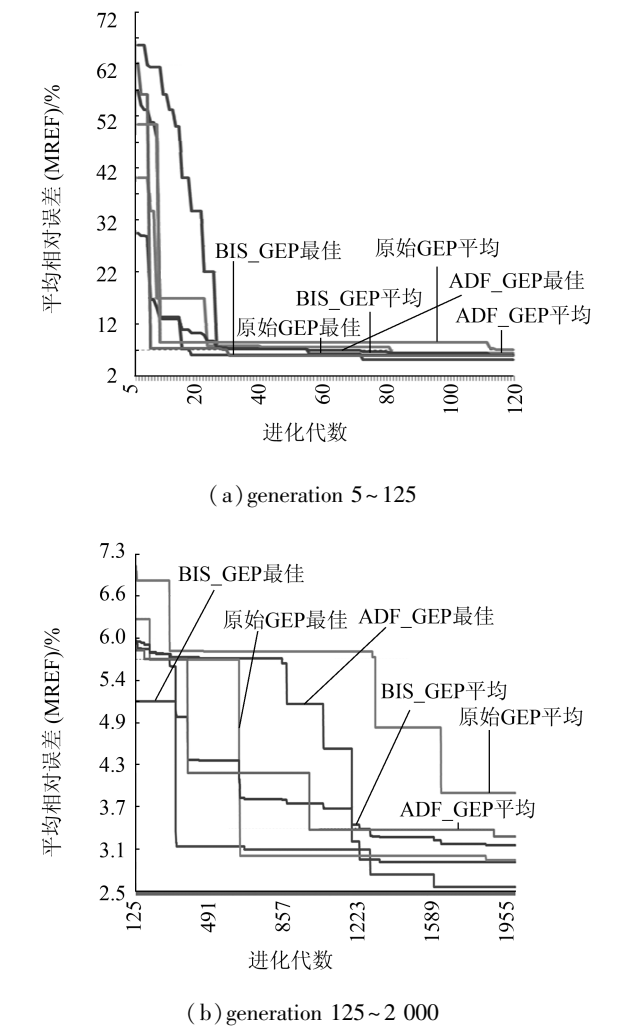 72
62
52
42
32
22
12
2
平均相对误差 (MREF)/%
BIS_GEP最佳
原始GEP平均
ADF_GEP最佳
BIS_GEP平均
ADF_GEP平均
原始GEP最佳
5
20
40
60
80
100
120
进化代数
(a)generation 5~125
7.3
6.6
6.0
5.4
4.9
4.3
3.7
3.1
2.5
平均相对误差 (MREF)/%
BIS_GEP最佳
原始GEP最佳
ADF_GEP最佳
BIS_GEP平均
原始GEP平均
ADF_GEP平均
125
491
857
1223
1589
1955
进化代数
(b)generation 125~2 000